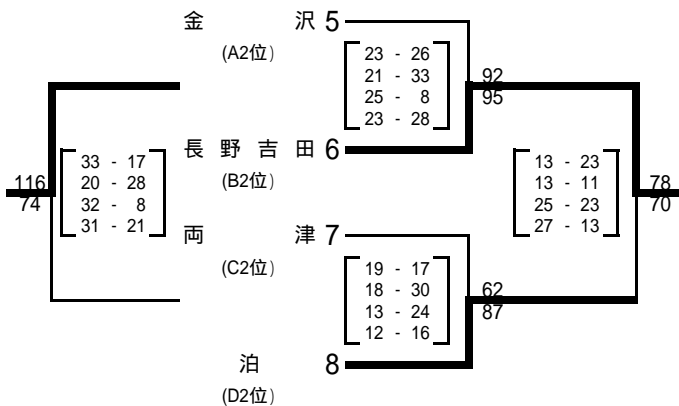 金沢 5
(A2位)
23 - 26
21 - 33
25 - 8
23 - 28
92
95
長野吉田 6
(B2位)
33 - 17
20 - 28
32 - 8
31 - 21
116
74
13 - 23
13 - 11
25 - 23
27 - 13
78
70
両津 7
(C2位)
19 - 17
18 - 30
13 - 24
12 - 16
62
87
泊 8
(D2位)